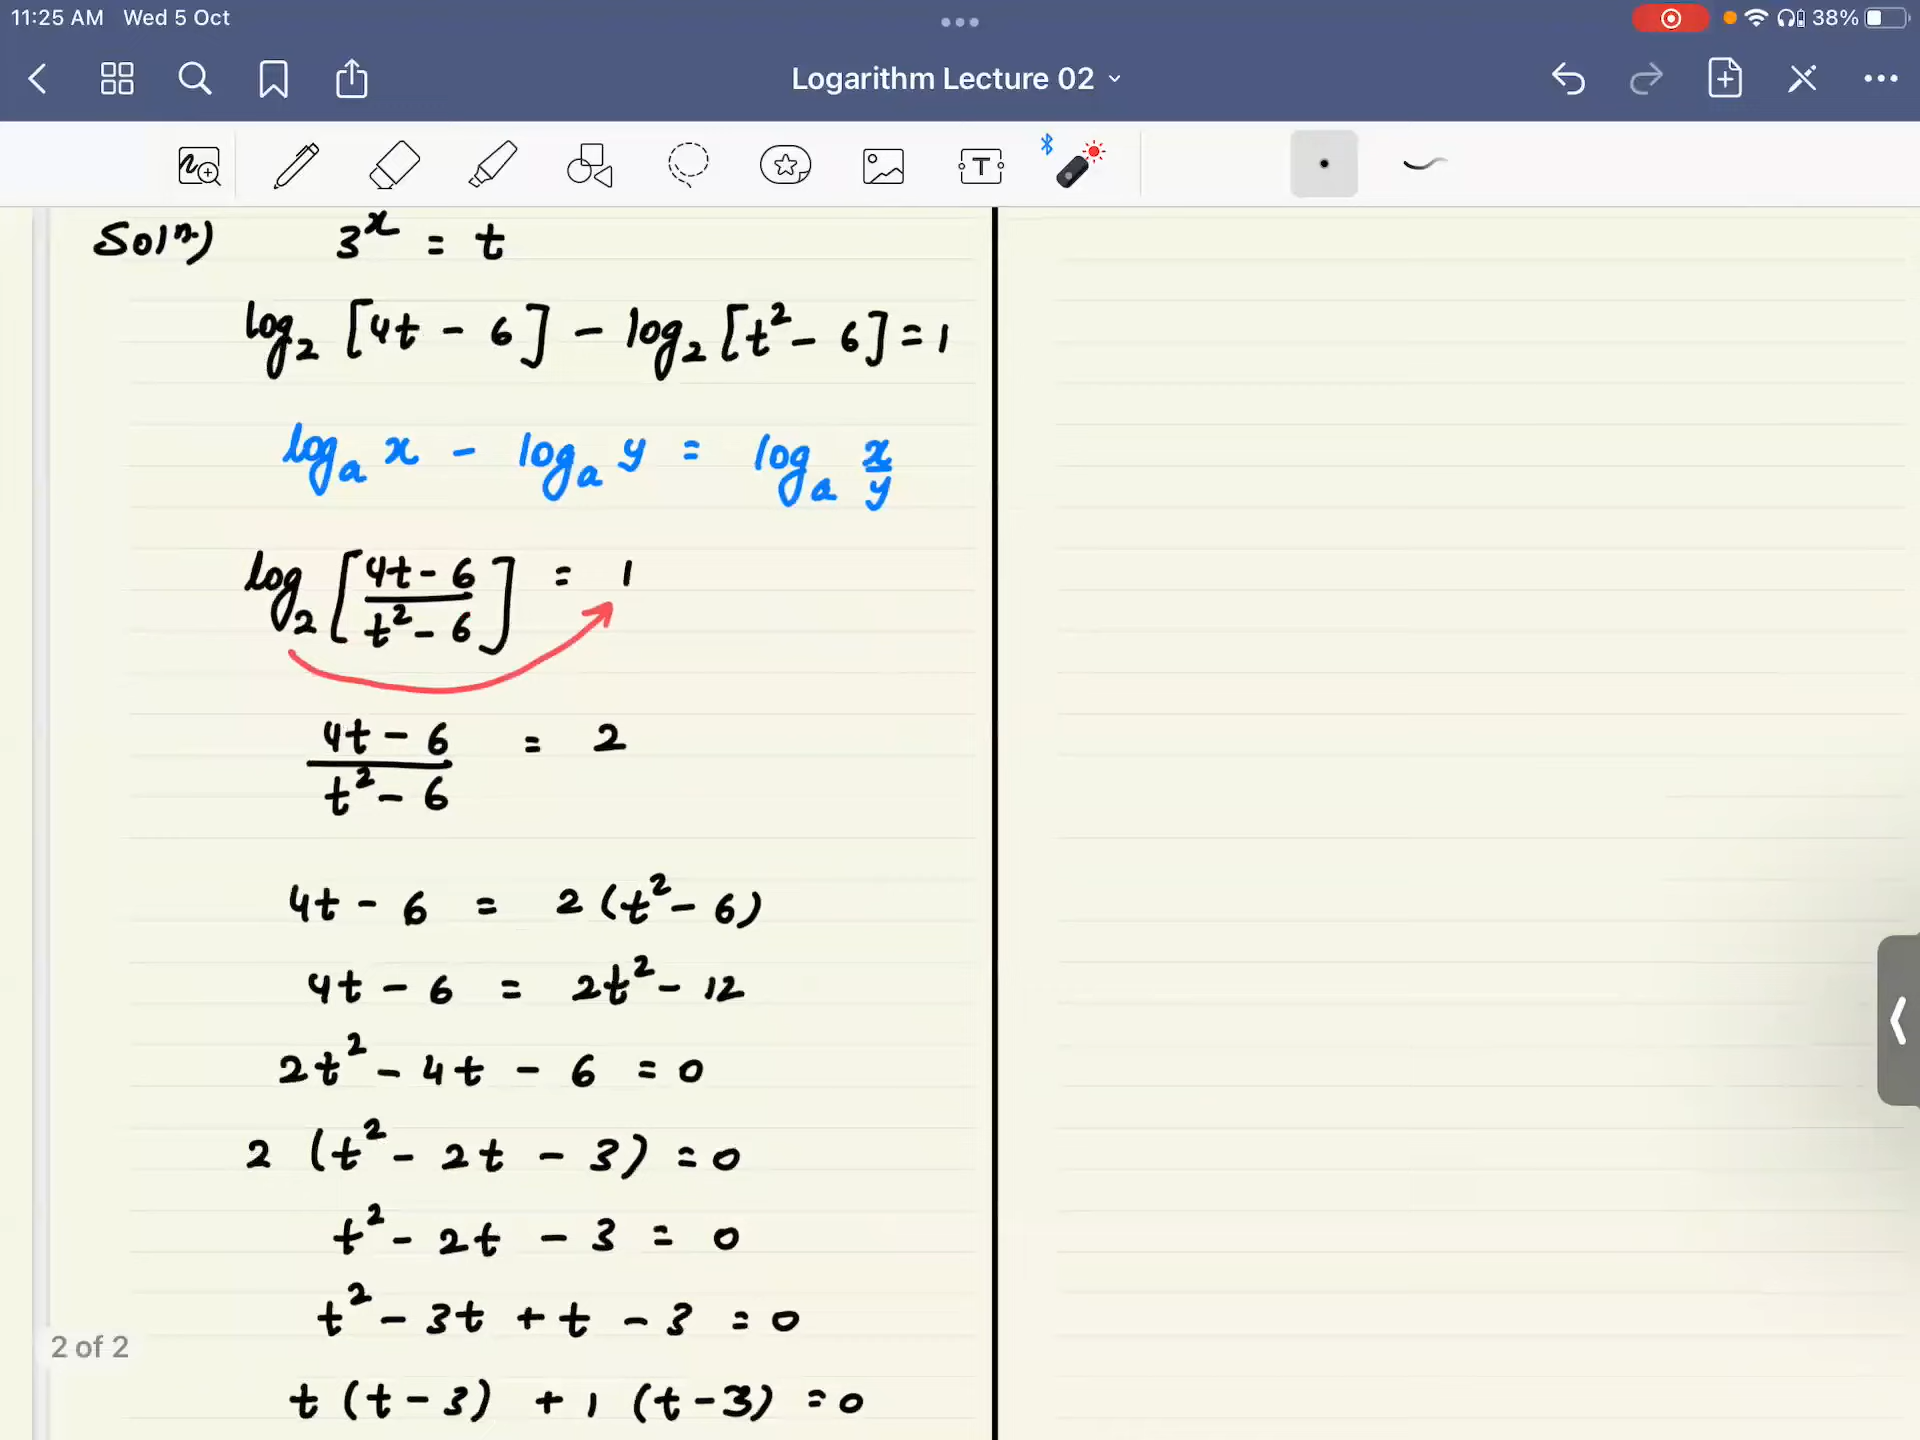 11:25 AM Wed 5 Oct
38%
Logarithm Lecture 02
T
Solⁿ) 3ˣ = t
log₂ [4t - 6] - log₂ [t² - 6] = 1
logₐ x - logₐ y = logₐ x/y
log₂ [(4t - 6)/(t² - 6)] = 1
(4t - 6)/(t² - 6) = 2
4t - 6 = 2 (t² - 6)
4t - 6 = 2t² - 12
2t² - 4t - 6 = 0
2 (t² - 2t - 3) = 0
t² - 2t - 3 = 0
t² - 3t + t - 3 = 0
2 of 2
t (t - 3) + 1 (t - 3) = 0